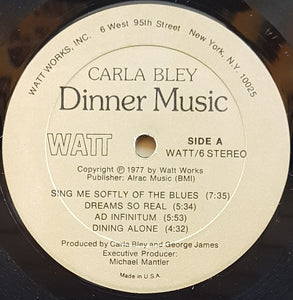 WATT WORKS, INC. 6 West 95th Street New York, N.Y. 10025
CARLA BLEY
Dinner Music
WATT
SIDE A
WATT/6 STEREO
Copyright ℗ 1977 by Watt Works
Publisher: Alrac Music (BMI)
SING ME SOFTLY OF THE BLUES (7:35)
DREAMS SO REAL (5:34)
AD INFINITUM (5:53)
DINING ALONE (4:32)
Produced by Carla Bley and George James
Executive Producer:
Michael Mantler
Made in U.S.A.